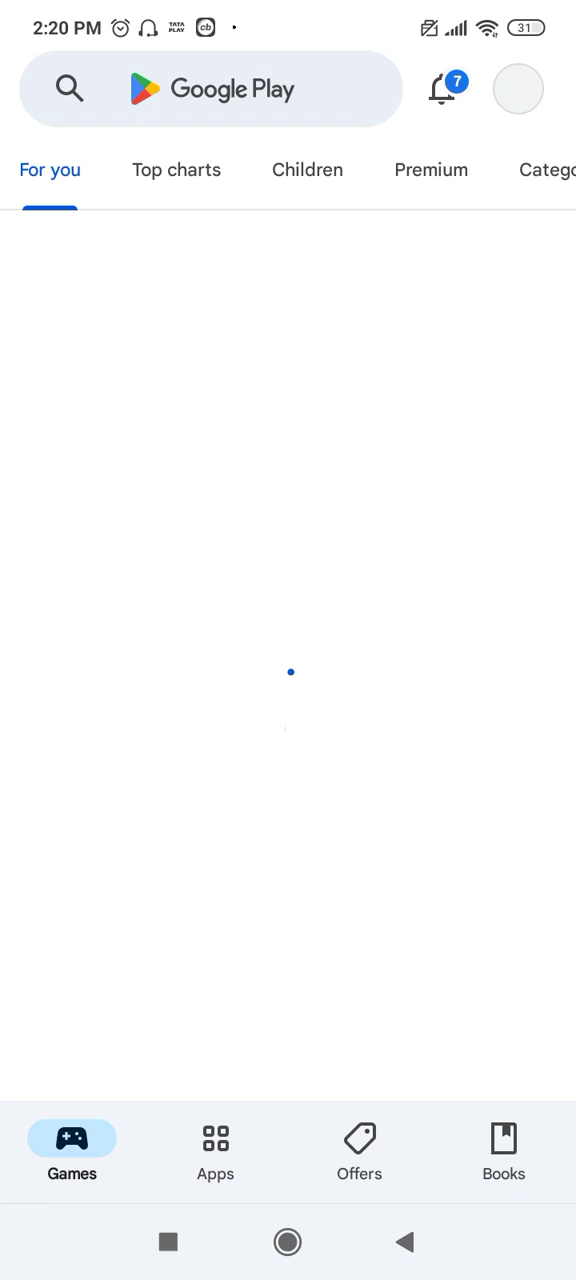 2:20 PM TATA PLAY cb 31
Google Play 7
For you Top charts Children Premium Catego
Games Apps Offers Books